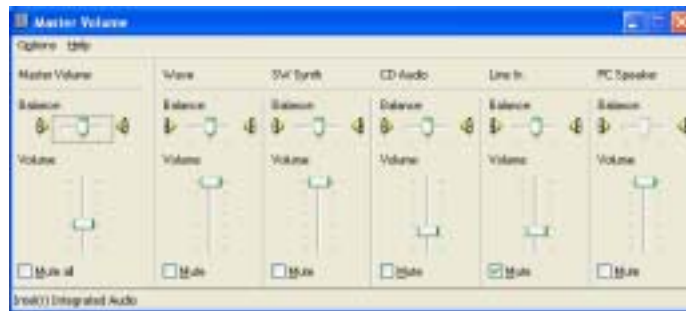 Master Volume
Options Help
Master Volume Wave SW Synth CD Audio Line In PC Speaker
Balance Balance Balance Balance Balance Balance
Volume Volume Volume Volume Volume Volume
Mute all Mute Mute Mute Mute Mute
Integrated Audio